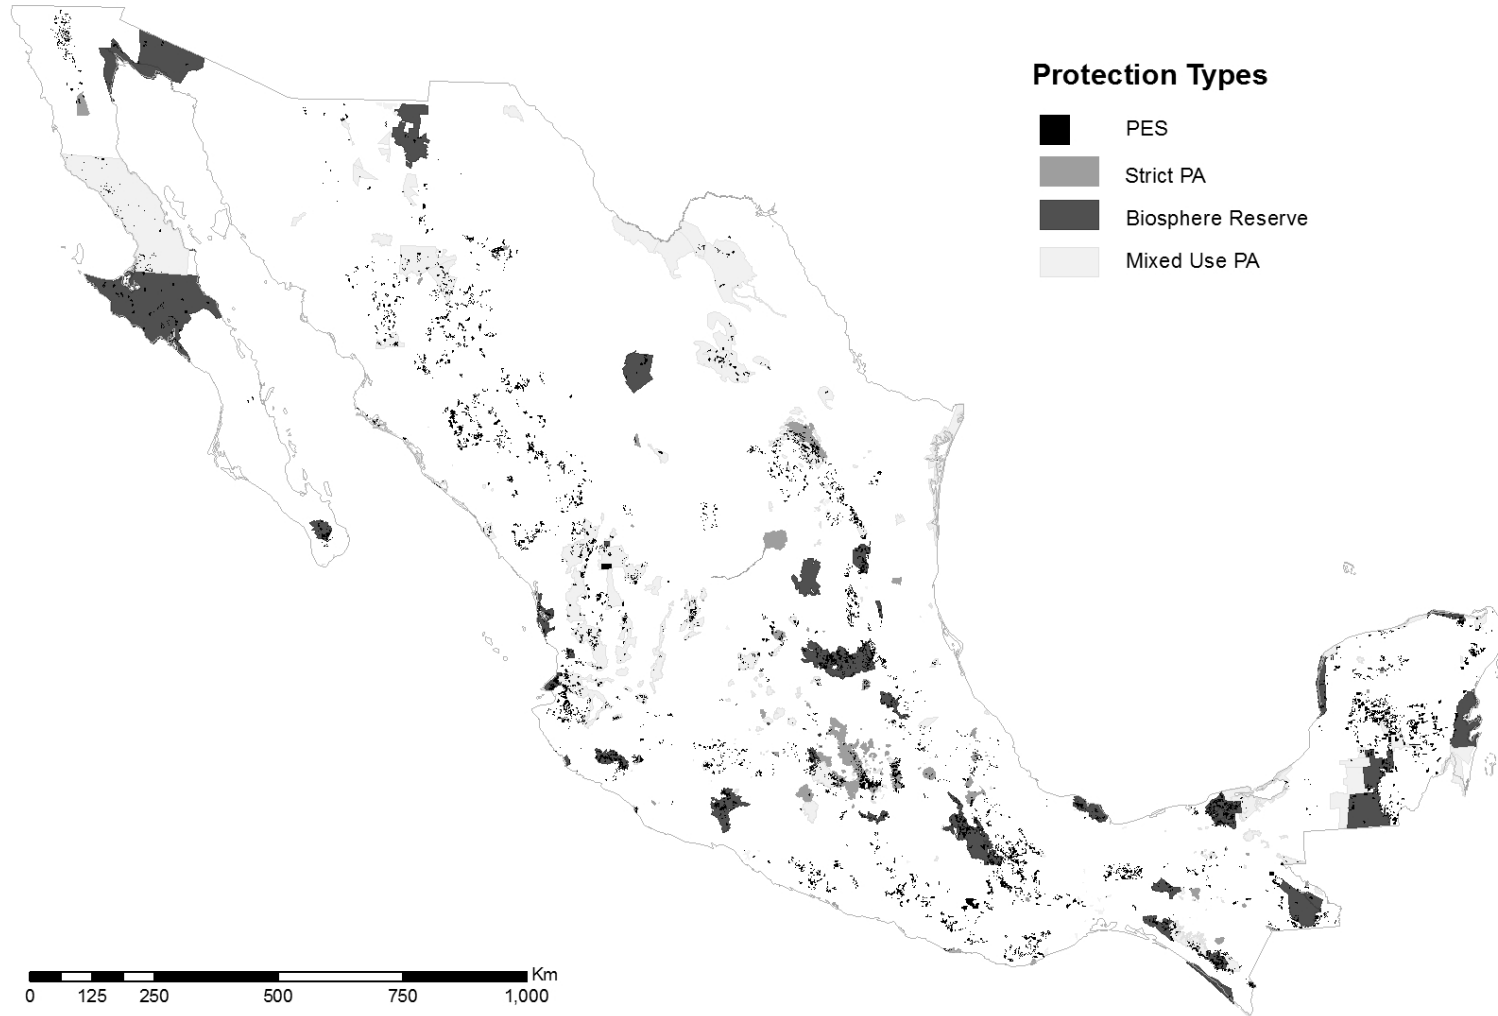 Protection Types
PES
Strict PA
Biosphere Reserve
Mixed Use PA
Km
0 125 250 500 750 1,000